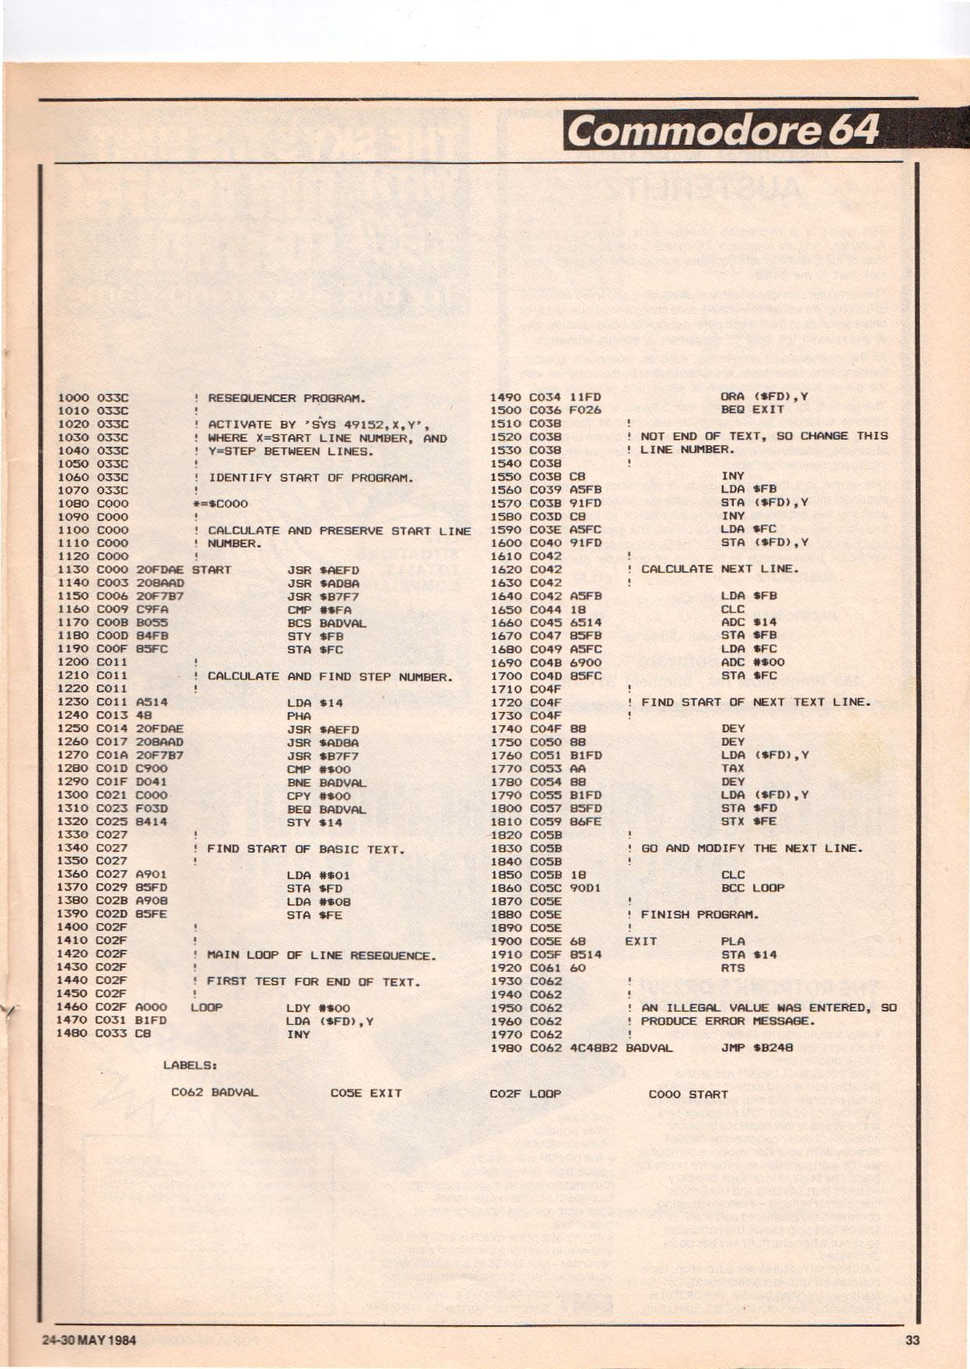 Commodore 64
1000 033C ! RESEQUENCER PROGRAM.
1010 033C !
1020 033C ! ACTIVATE BY 'SYS 49152,X,Y',
1030 033C ! WHERE X=START LINE NUMBER, AND
1040 033C ! Y=STEP BETWEEN LINES.
1050 033C !
1060 033C ! IDENTIFY START OF PROGRAM.
1070 033C !
1080 C000 *=$C000
1090 C000 !
1100 C000 ! CALCULATE AND PRESERVE START LINE
1110 C000 ! NUMBER.
1120 C000 !
1130 C000 20FDAE START JSR $AEFD
1140 C003 208AAD JSR $AD8A
1150 C006 20F7B7 JSR $B7F7
1160 C009 C9FA CMP #$FA
1170 C00B B055 BCS BADVAL
1180 C00D 84FB STY $FB
1190 C00F 85FC STA $FC
1200 C011 !
1210 C011 ! CALCULATE AND FIND STEP NUMBER.
1220 C011 !
1230 C011 A514 LDA $14
1240 C013 48 PHA
1250 C014 20FDAE JSR $AEFD
1260 C017 208AAD JSR $AD8A
1270 C01A 20F7B7 JSR $B7F7
1280 C01D C900 CMP #$00
1290 C01F D041 BNE BADVAL
1300 C021 C000 CPY #$00
1310 C023 F03D BEQ BADVAL
1320 C025 8414 STY $14
1330 C027 !
1340 C027 ! FIND START OF BASIC TEXT.
1350 C027 !
1360 C027 A901 LDA #$01
1370 C029 85FD STA $FD
1380 C02B A908 LDA #$08
1390 C02D 85FE STA $FE
1400 C02F !
1410 C02F !
1420 C02F ! MAIN LOOP OF LINE RESEQUENCE.
1430 C02F !
1440 C02F ! FIRST TEST FOR END OF TEXT.
1450 C02F !
1460 C02F A000 LOOP LDY #$00
1470 C031 B1FD LDA ($FD),Y
1480 C033 C8 INY
1490 C034 11FD ORA ($FD),Y
1500 C036 F026 BEQ EXIT
1510 C038 !
1520 C038 ! NOT END OF TEXT, SO CHANGE THIS
1530 C038 ! LINE NUMBER.
1540 C038 !
1550 C038 C8 INY
1560 C039 A5FB LDA $FB
1570 C03B 91FD STA ($FD),Y
1580 C03D C8 INY
1590 C03E A5FC LDA $FC
1600 C040 91FD STA ($FD),Y
1610 C042 !
1620 C042 ! CALCULATE NEXT LINE.
1630 C042 !
1640 C042 A5FB LDA $FB
1650 C044 18 CLC
1660 C045 6514 ADC $14
1670 C047 85FB STA $FB
1680 C049 A5FC LDA $FC
1690 C04B 6900 ADC #$00
1700 C04D 85FC STA $FC
1710 C04F !
1720 C04F ! FIND START OF NEXT TEXT LINE.
1730 C04F !
1740 C04F 88 DEY
1750 C050 88 DEY
1760 C051 B1FD LDA ($FD),Y
1770 C053 AA TAX
1780 C054 88 DEY
1790 C055 B1FD LDA ($FD),Y
1800 C057 85FD STA $FD
1810 C059 86FE STX $FE
1820 C05B !
1830 C05B ! GO AND MODIFY THE NEXT LINE.
1840 C05B !
1850 C05B 18 CLC
1860 C05C 90D1 BCC LOOP
1870 C05E !
1880 C05E ! FINISH PROGRAM.
1890 C05E !
1900 C05E 68 EXIT PLA
1910 C05F 8514 STA $14
1920 C061 60 RTS
1930 C062 !
1940 C062 !
1950 C062 ! AN ILLEGAL VALUE WAS ENTERED, SO
1960 C062 ! PRODUCE ERROR MESSAGE.
1970 C062 !
1980 C062 4C48B2 BADVAL JMP $B248
LABELS:
C062 BADVAL C05E EXIT C02F LOOP C000 START
24-30 MAY 1984 33